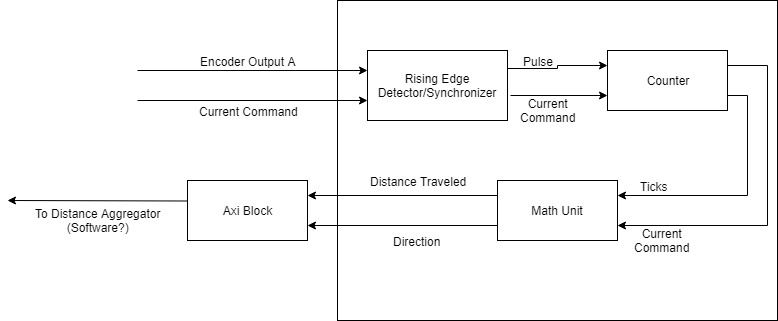 Encoder Output A
Current Command
Rising Edge
Detector/Synchronizer
Pulse
Current
Command
Counter
Ticks
Current
Command
Math Unit
Distance Traveled
Direction
Axi Block
To Distance Aggregator
(Software?)